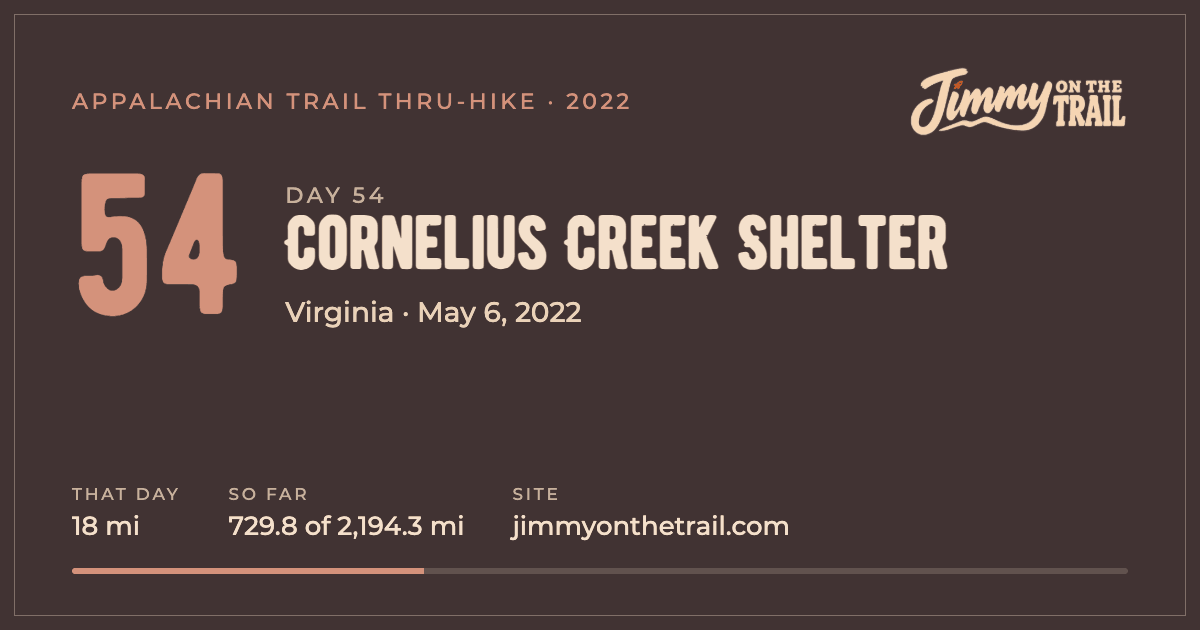 APPALACHIAN TRAIL THRU-HIKE · 2022
Jimmy ON THE TRAIL
54
DAY 54
CORNELIUS CREEK SHELTER
Virginia · May 6, 2022
THAT DAY
18 mi
SO FAR
729.8 of 2,194.3 mi
SITE
jimmyonthetrail.com